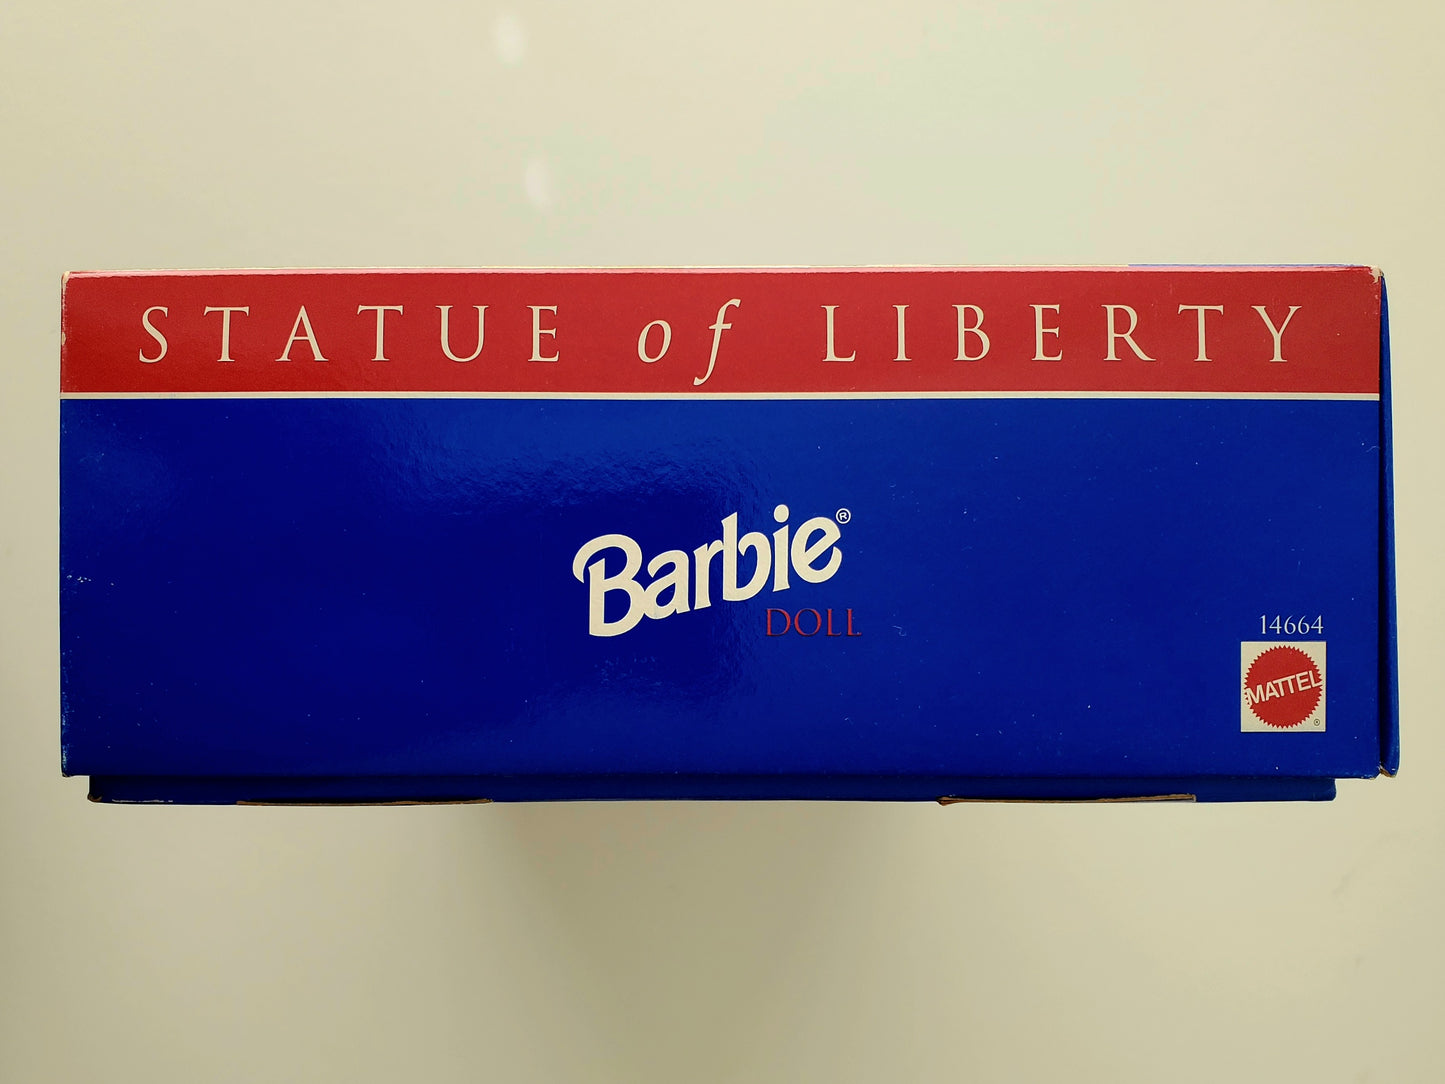 STATUE of LIBERTY
Barbie®
DOLL
14664
MATTEL
®